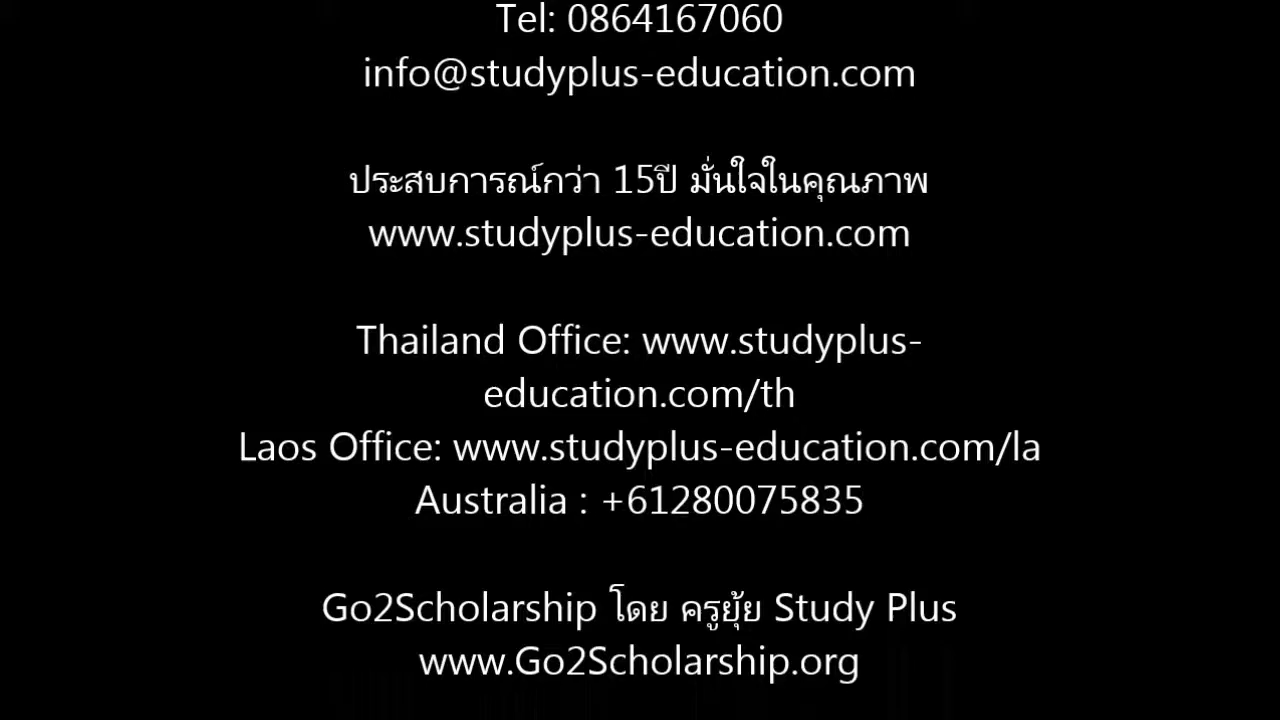 Tel: 0864167060
info@studyplus-education.com
ประสบการณ์กว่า 15ปี มั่นใจในคุณภาพ
www.studyplus-education.com
Thailand Office: www.studyplus-
education.com/th
Laos Office: www.studyplus-education.com/la
Australia : +61280075835
Go2Scholarship โดย ครูยุ้ย Study Plus
www.Go2Scholarship.org